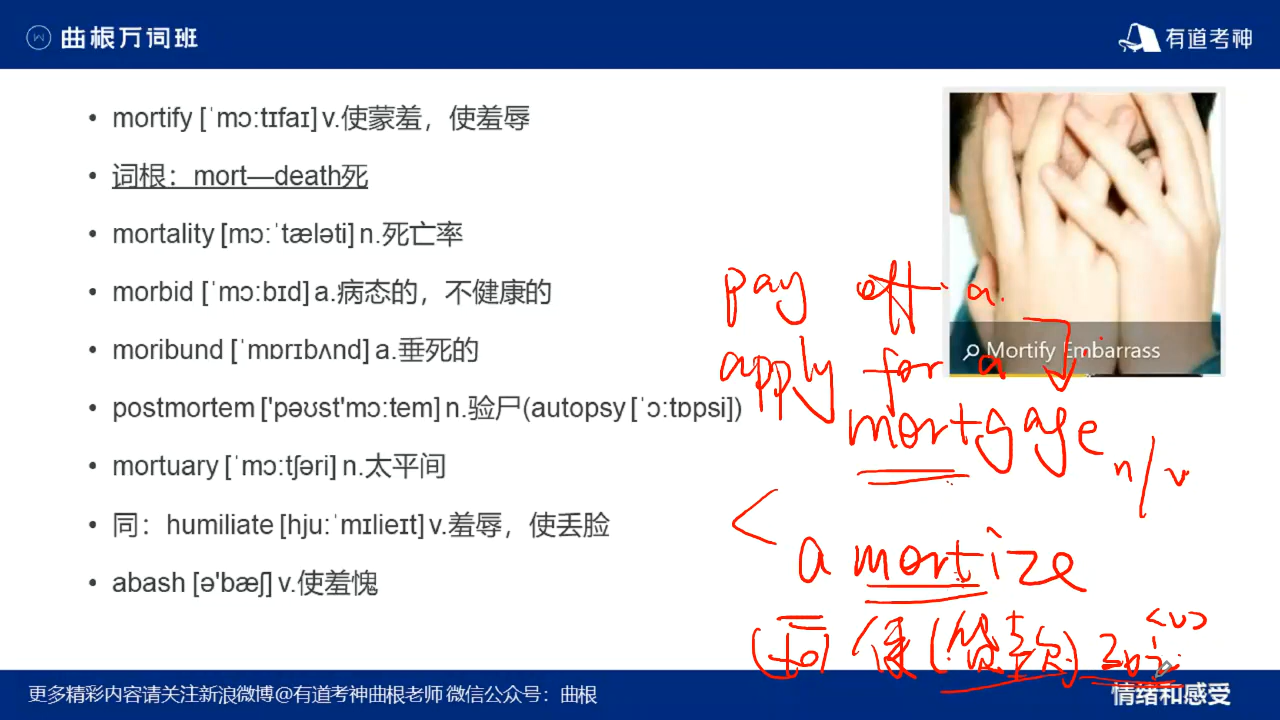 曲根万词班
有道考神
• mortify [ˈmɔːtɪfaɪ] v.使蒙羞，使羞辱
• 词根：mort—death死
• mortality [mɔːˈtæləti] n.死亡率
• morbid [ˈmɔːbɪd] a.病态的，不健康的
• moribund [ˈmɒrɪbʌnd] a.垂死的
• postmortem ['pəʊst'mɔːtem] n.验尸(autopsy [ˈɔːtɒpsi])
• mortuary [ˈmɔːtʃəri] n.太平间
• 同：humiliate [hjuːˈmɪlieɪt] v.羞辱，使丢脸
• abash [ə'bæʃ] v.使羞愧
Mortify Embarrass
pay off a
apply for a
mortgage n/v
amortize
(贷款) <v>
更多精彩内容请关注新浪微博@有道考神曲根老师 微信公众号：曲根
情绪和感受